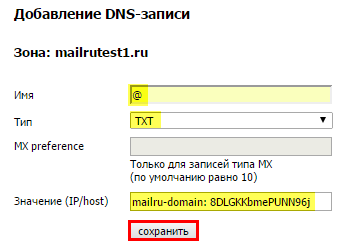 Добавление DNS-записи
Зона: mailrutest1.ru
Имя
@
Тип
TXT
MX preference
Только для записей типа MX
(по умолчанию равно 10)
Значение (IP/host)
mailru-domain: 8DLGKKbmePUNN96j
сохранить